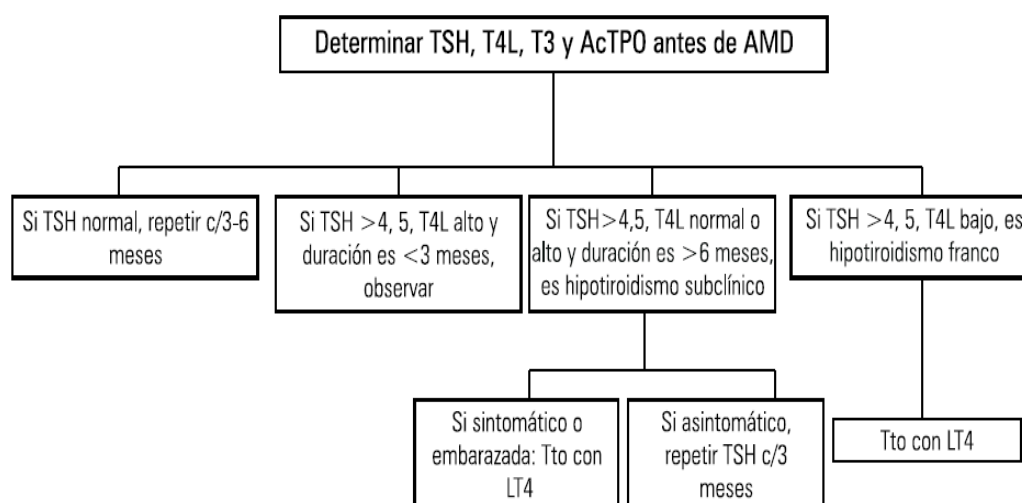 Determinar TSH, T4L, T3 y AcTPO antes de AMD
Si TSH normal, repetir c/3-6
meses
Si TSH >4, 5, T4L alto y
duración es <3 meses,
observar
Si TSH>4,5, T4L normal o
alto y duración es >6 meses,
es hipotiroidismo subclínico
Si TSH >4, 5, T4L bajo, es
hipotiroidismo franco
Si sintomático o
embarazada: Tto con
LT4
Si asintomático,
repetir TSH c/3
meses
Tto con LT4